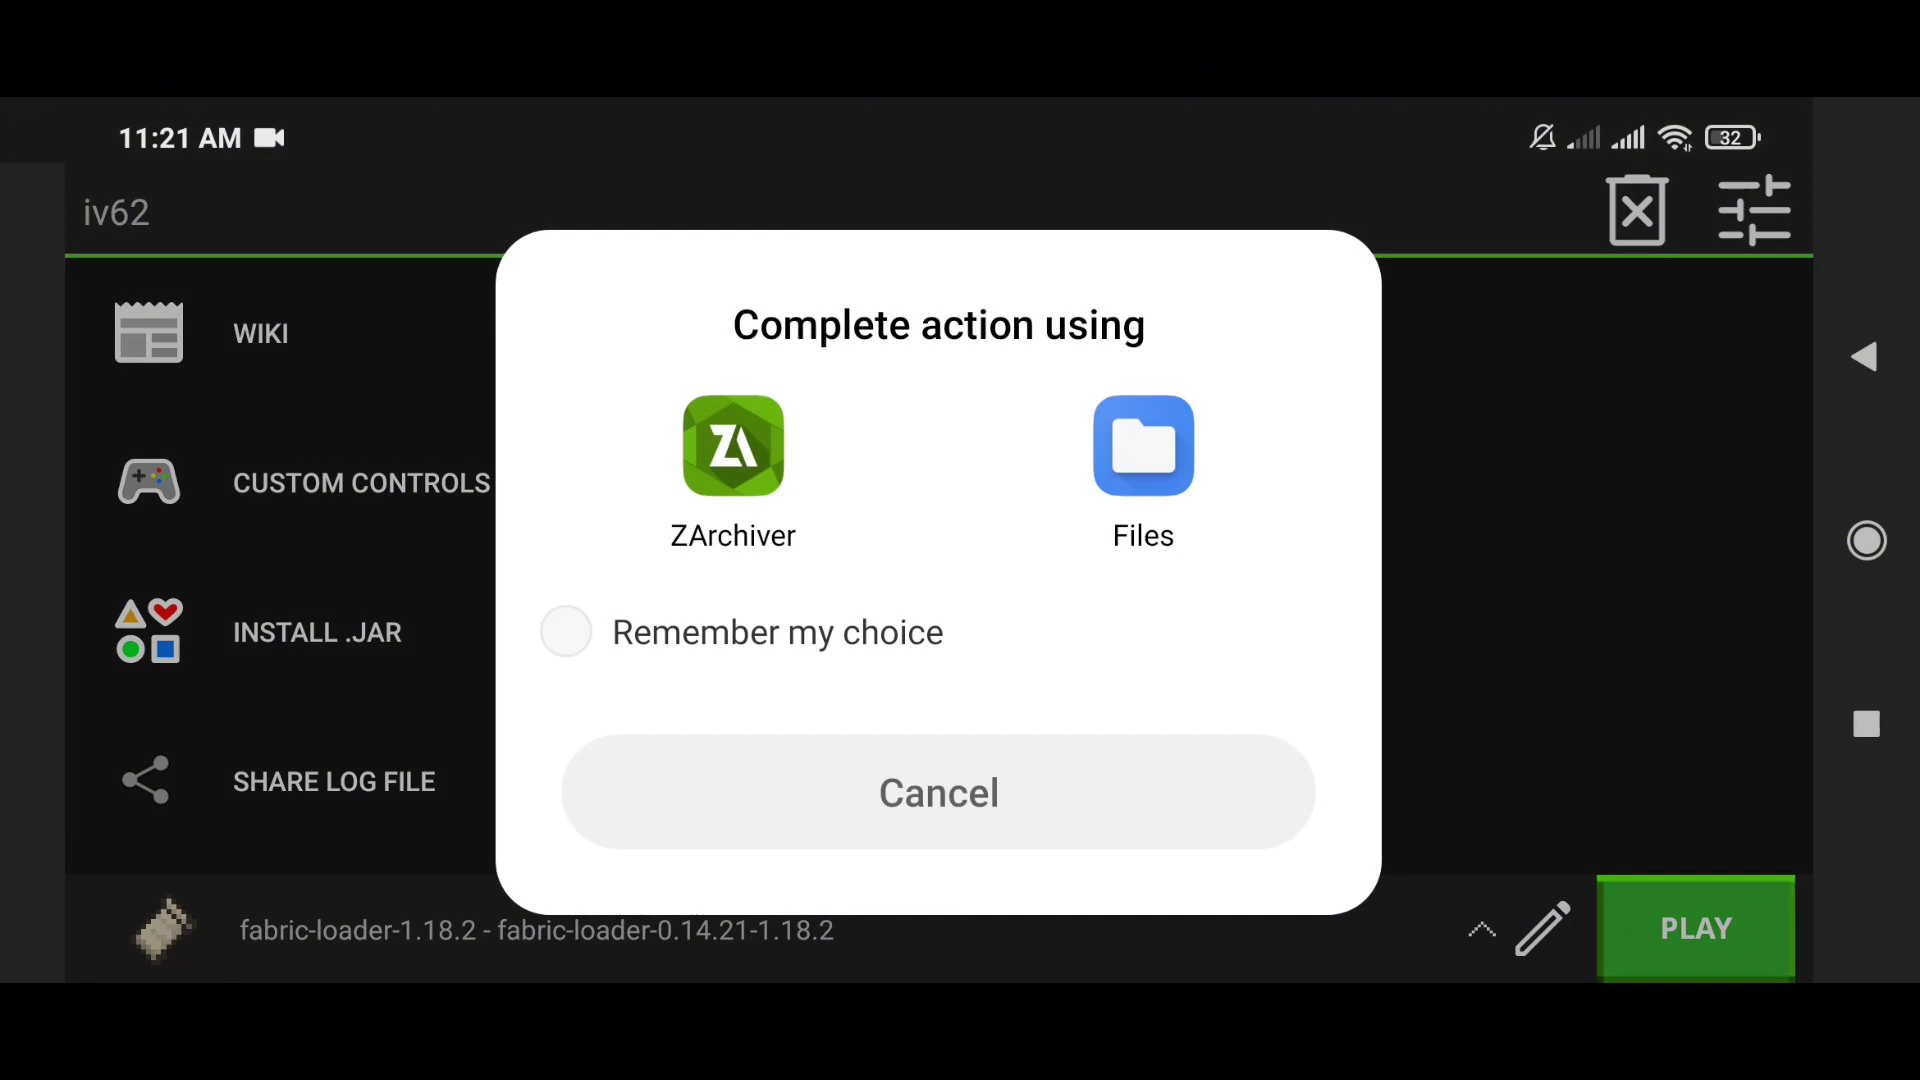 11:21 AM
32
iv62
Complete action using
WIKI
ZA
ZArchiver
Files
CUSTOM CONTROLS
INSTALL .JAR
Remember my choice
SHARE LOG FILE
Cancel
fabric-loader-1.18.2 - fabric-loader-0.14.21-1.18.2
PLAY